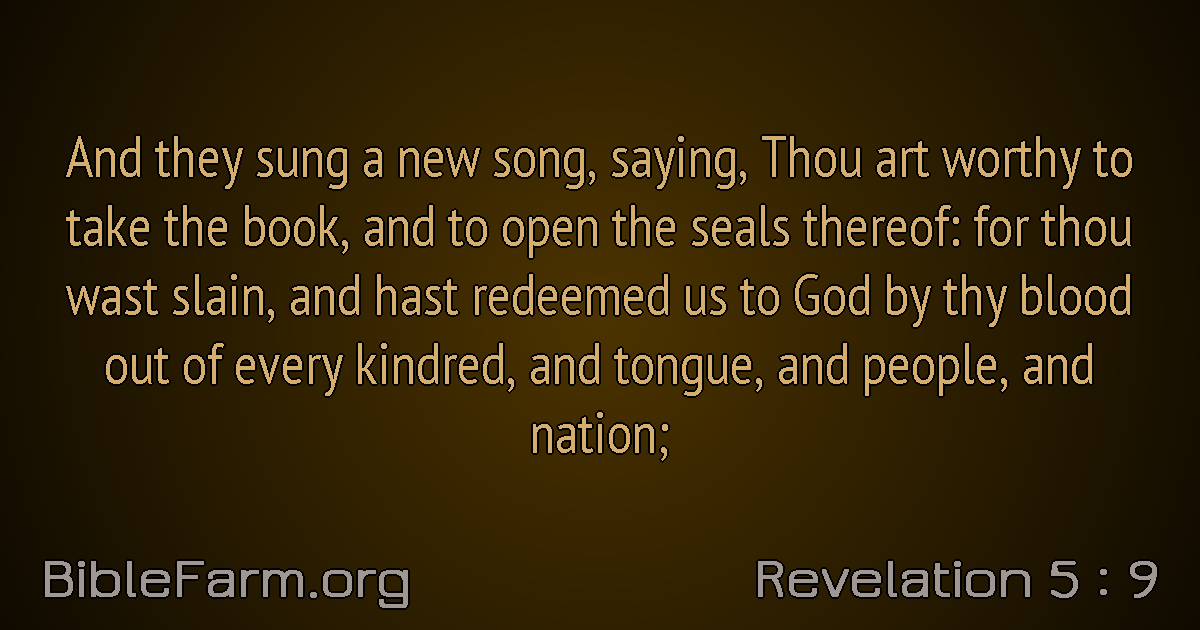 And they sung a new song, saying, Thou art worthy to
take the book, and to open the seals thereof: for thou
wast slain, and hast redeemed us to God by thy blood
out of every kindred, and tongue, and people, and
nation;
BibleFarm.org
Revelation 5 : 9